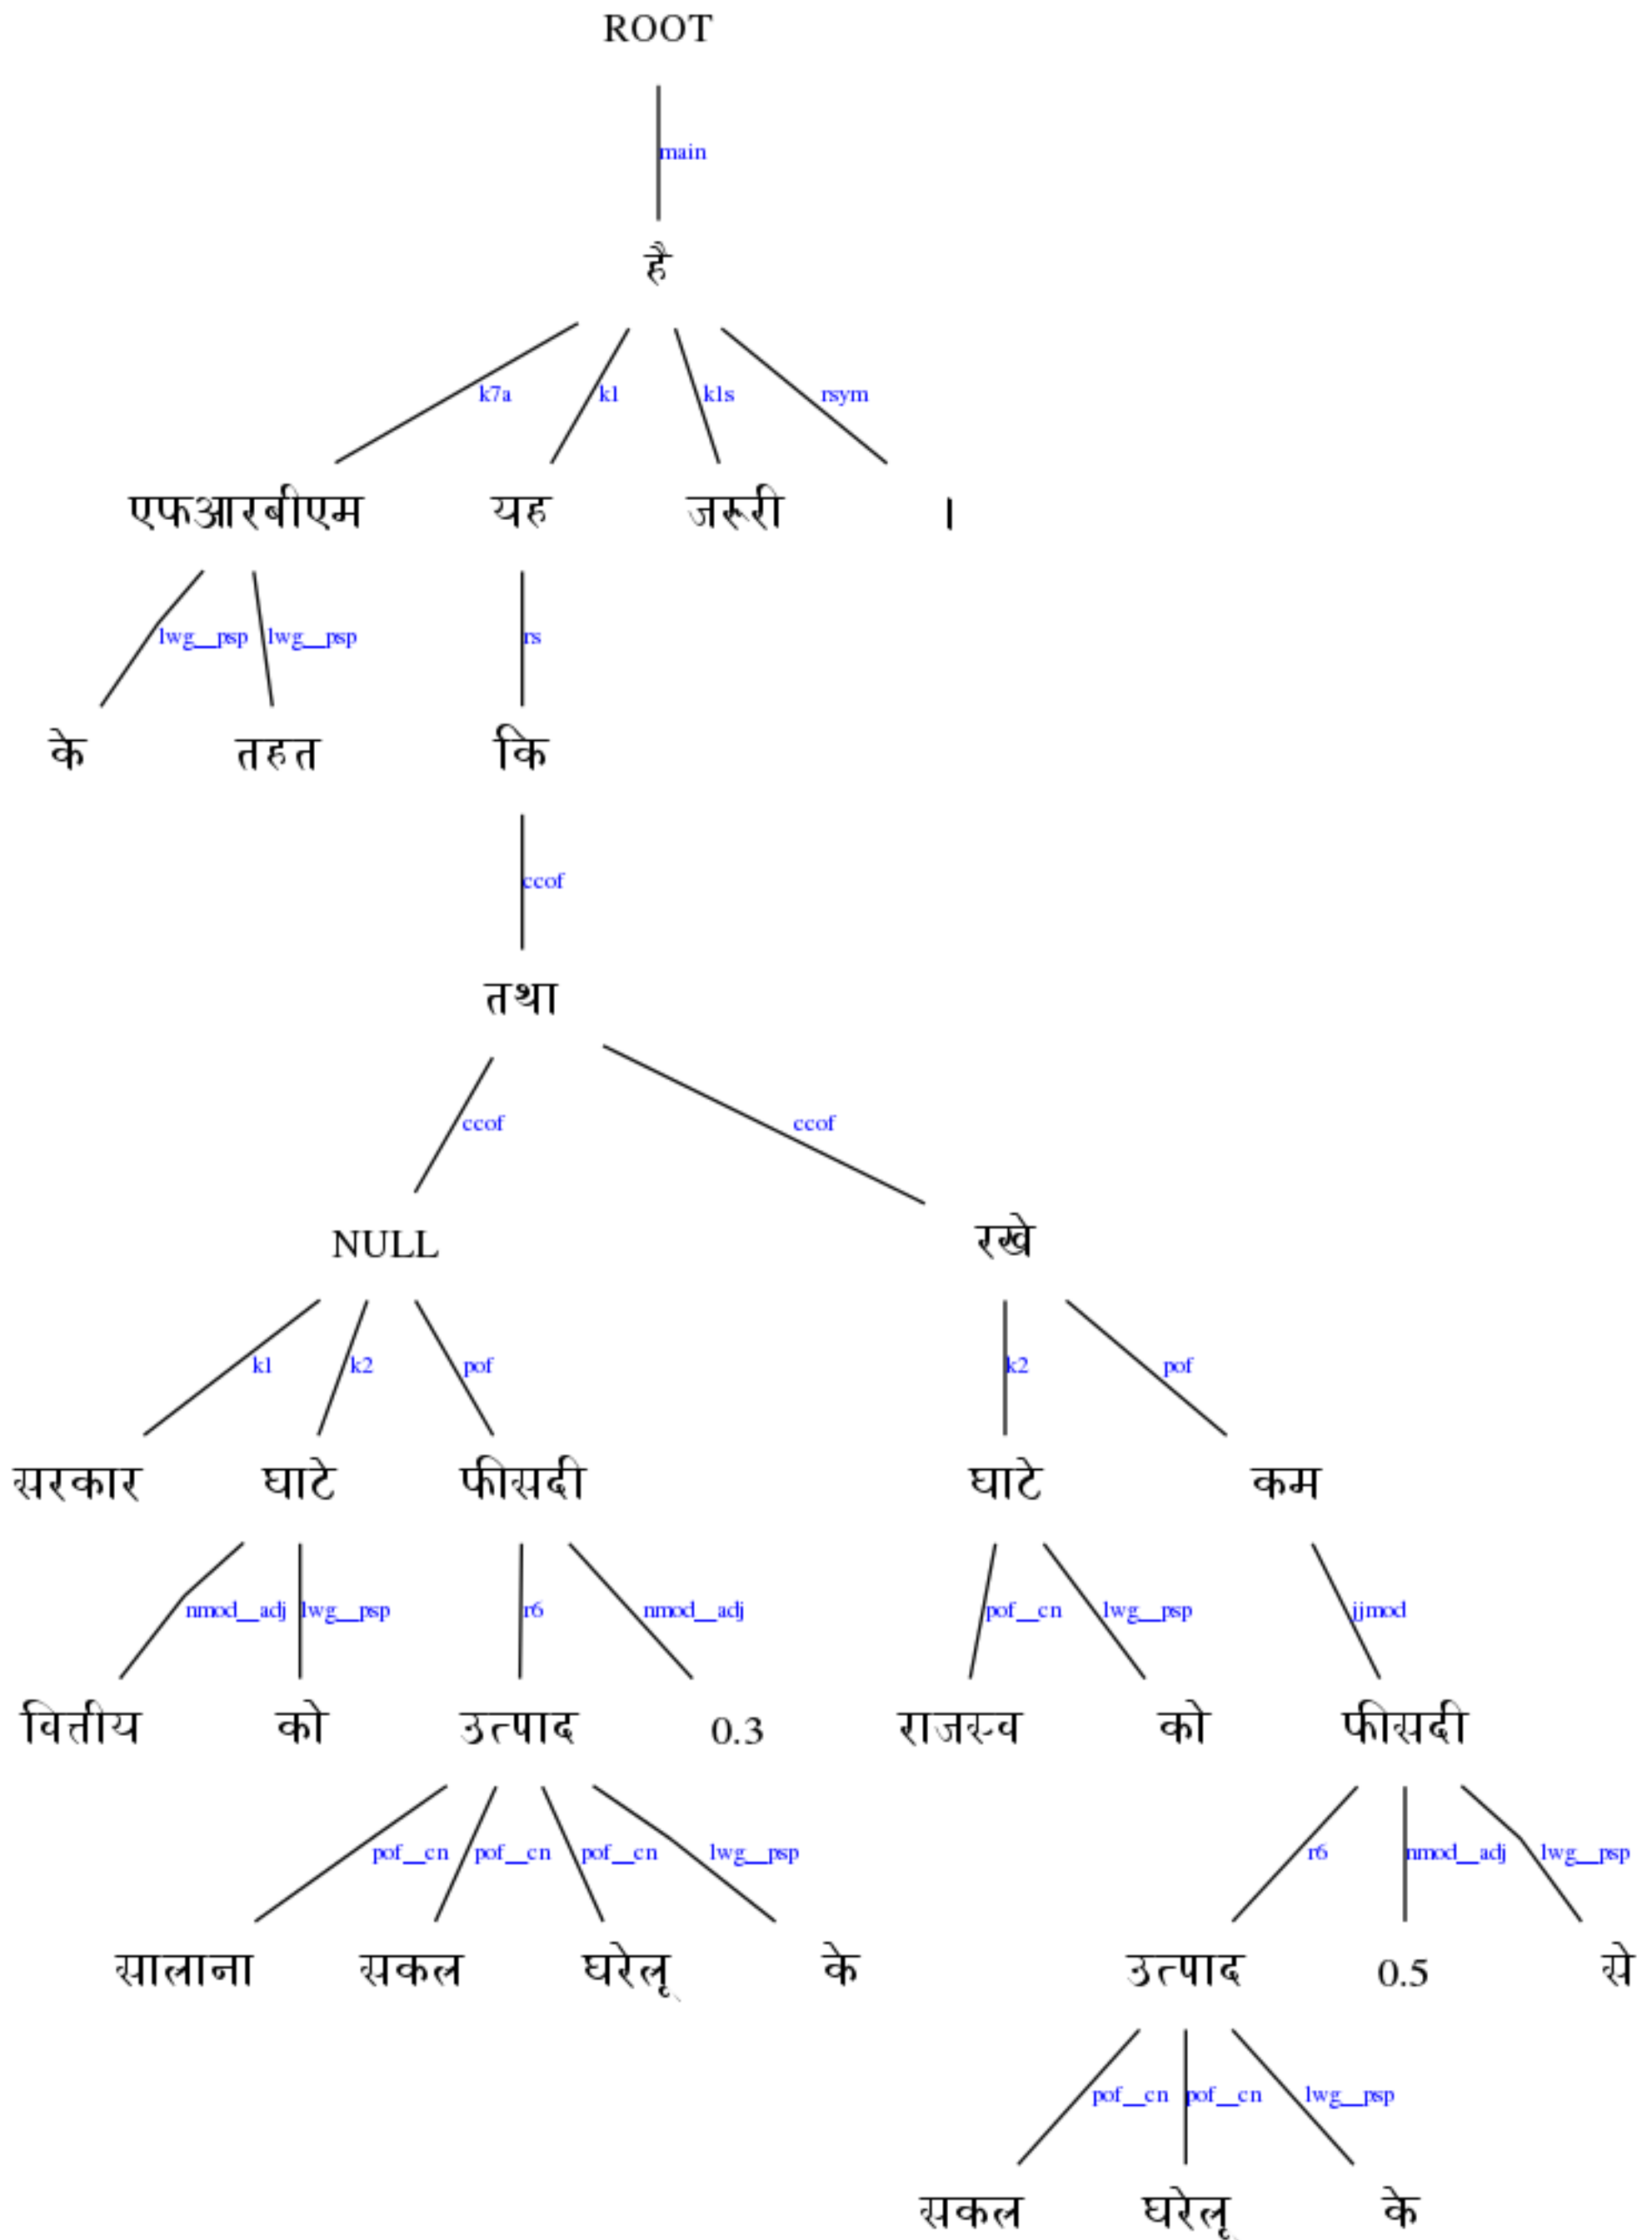 ROOT
main
है
k7a k1 k1s rsym
एफआरबीएम यह जरूरी ।
lwg__psp lwg__psp rs
के तहत कि
ccof
तथा
ccof ccof
NULL रखे
k1 k2 pof k2 pof
सरकार घाटे फीसदी घाटे कम
nmod__adj lwg__psp r6 nmod__adj pof__cn lwg__psp jjmod
वित्तीय को उत्पाद 0.3 राजस्व को फीसदी
pof__cn pof__cn pof__cn lwg__psp r6 nmod__adj lwg__psp
सालाना सकल घरेलू के उत्पाद 0.5 से
pof__cn pof__cn lwg__psp
सकल घरेलू के